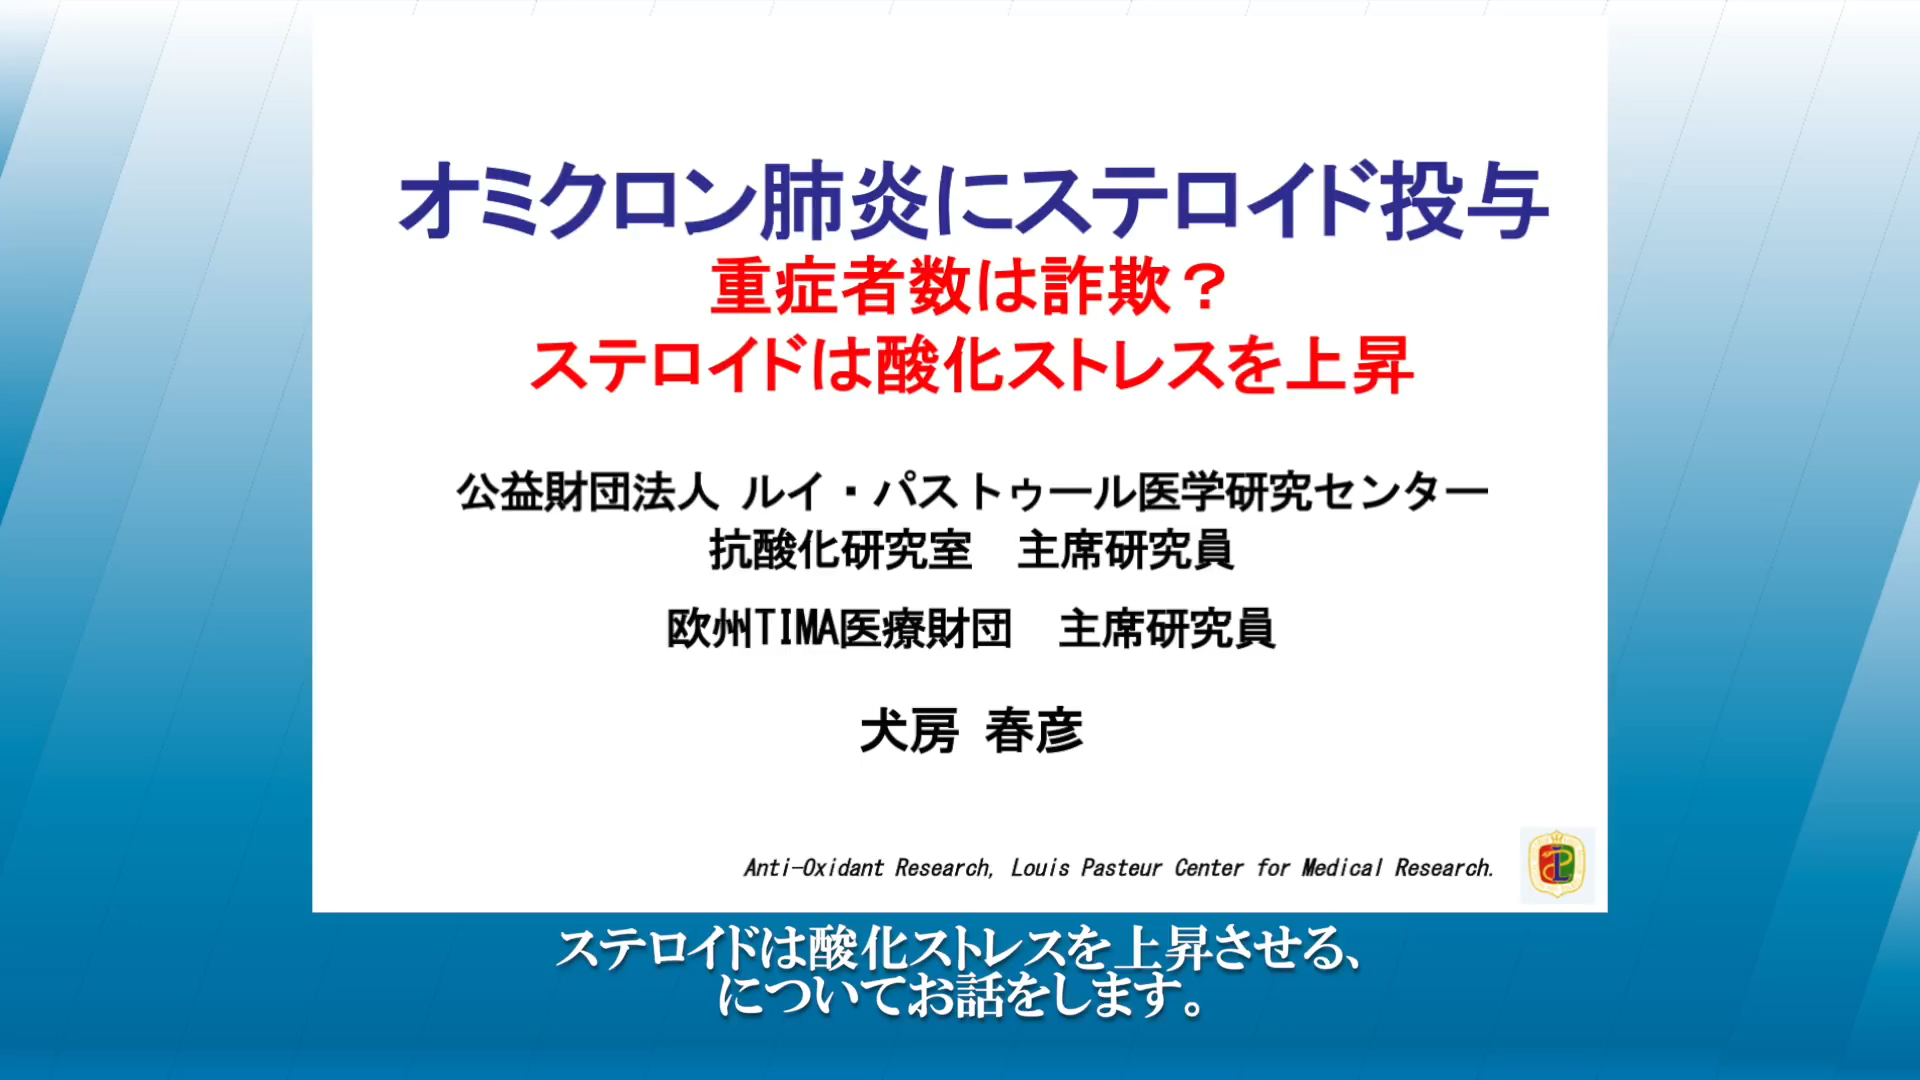 オミクロン肺炎にステロイド投与
重症者数は詐欺？
ステロイドは酸化ストレスを上昇
公益財団法人 ルイ・パストゥール医学研究センター
抗酸化研究室　主席研究員
欧州TIMA医療財団　主席研究員
犬房 春彦
Anti-Oxidant Research, Louis Pasteur Center for Medical Research.
ステロイドは酸化ストレスを上昇させる、
についてお話をします。